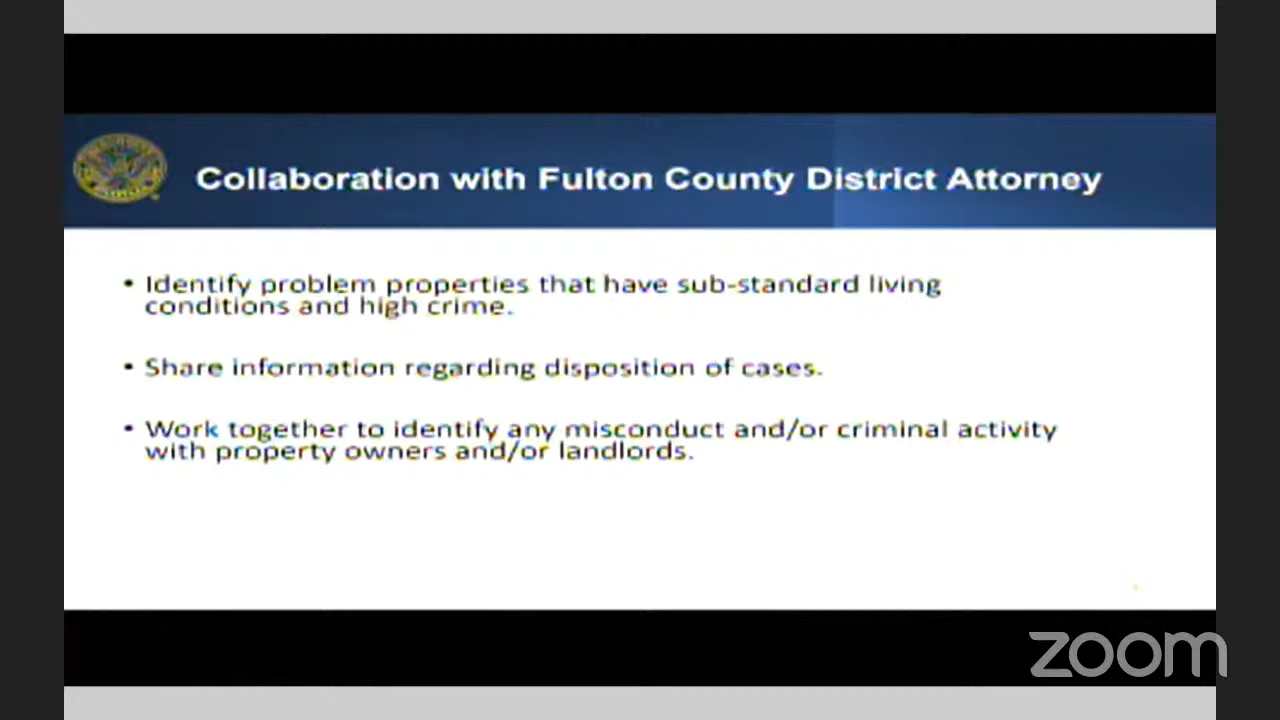 Collaboration with Fulton County District Attorney
• Identify problem properties that have sub-standard living
conditions and high crime.
• Share information regarding disposition of cases.
• Work together to identify any misconduct and/or criminal activity
with property owners and/or landlords.
zoom